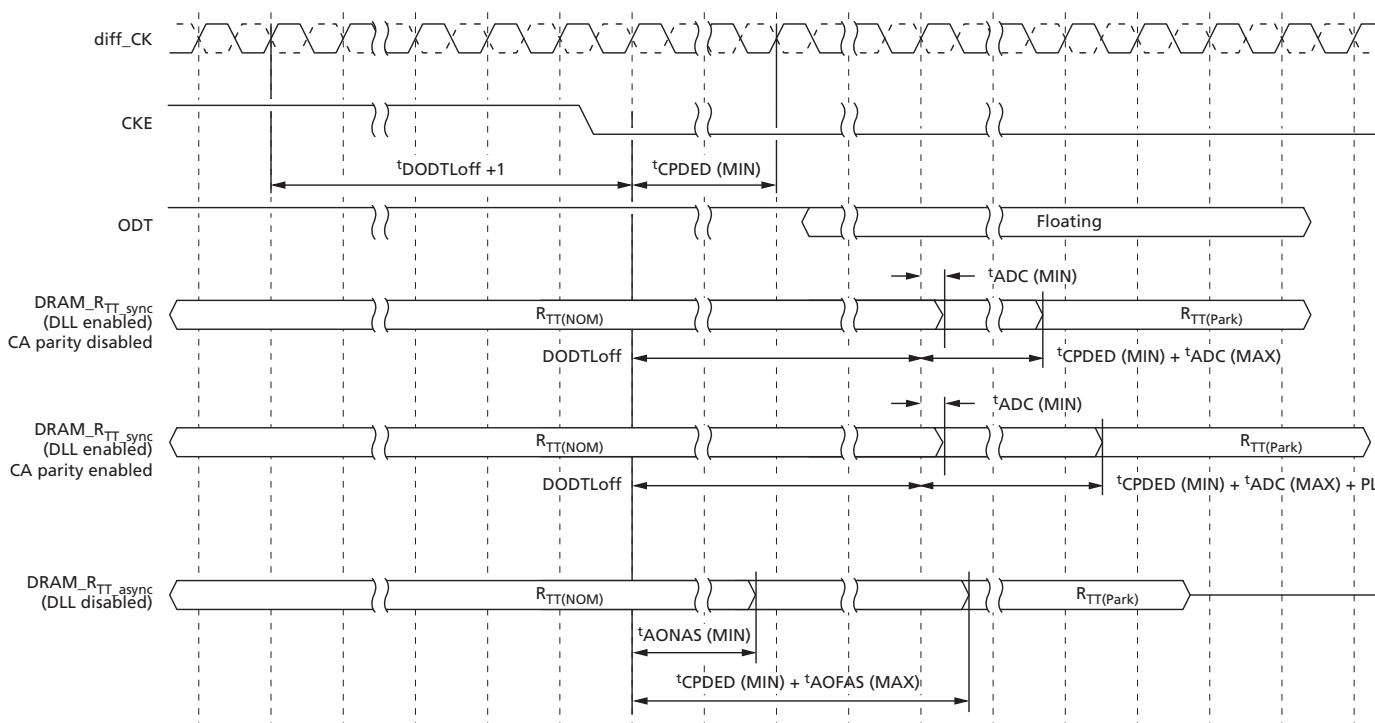 diff_CK
CKE
tDODTLoff +1
tCPDED (MIN)
ODT
Floating
tADC (MIN)
DRAM_RTT_sync
(DLL enabled)
CA parity disabled
RTT(NOM)
RTT(Park)
DODTLoff
tCPDED (MIN) + tADC (MAX)
tADC (MIN)
DRAM_RTT_sync
(DLL enabled)
CA parity enabled
RTT(NOM)
RTT(Park)
DODTLoff
tCPDED (MIN) + tADC (MAX) + PL
DRAM_RTT_async
(DLL disabled)
RTT(NOM)
RTT(Park)
tAONAS (MIN)
tCPDED (MIN) + tAOFAS (MAX)